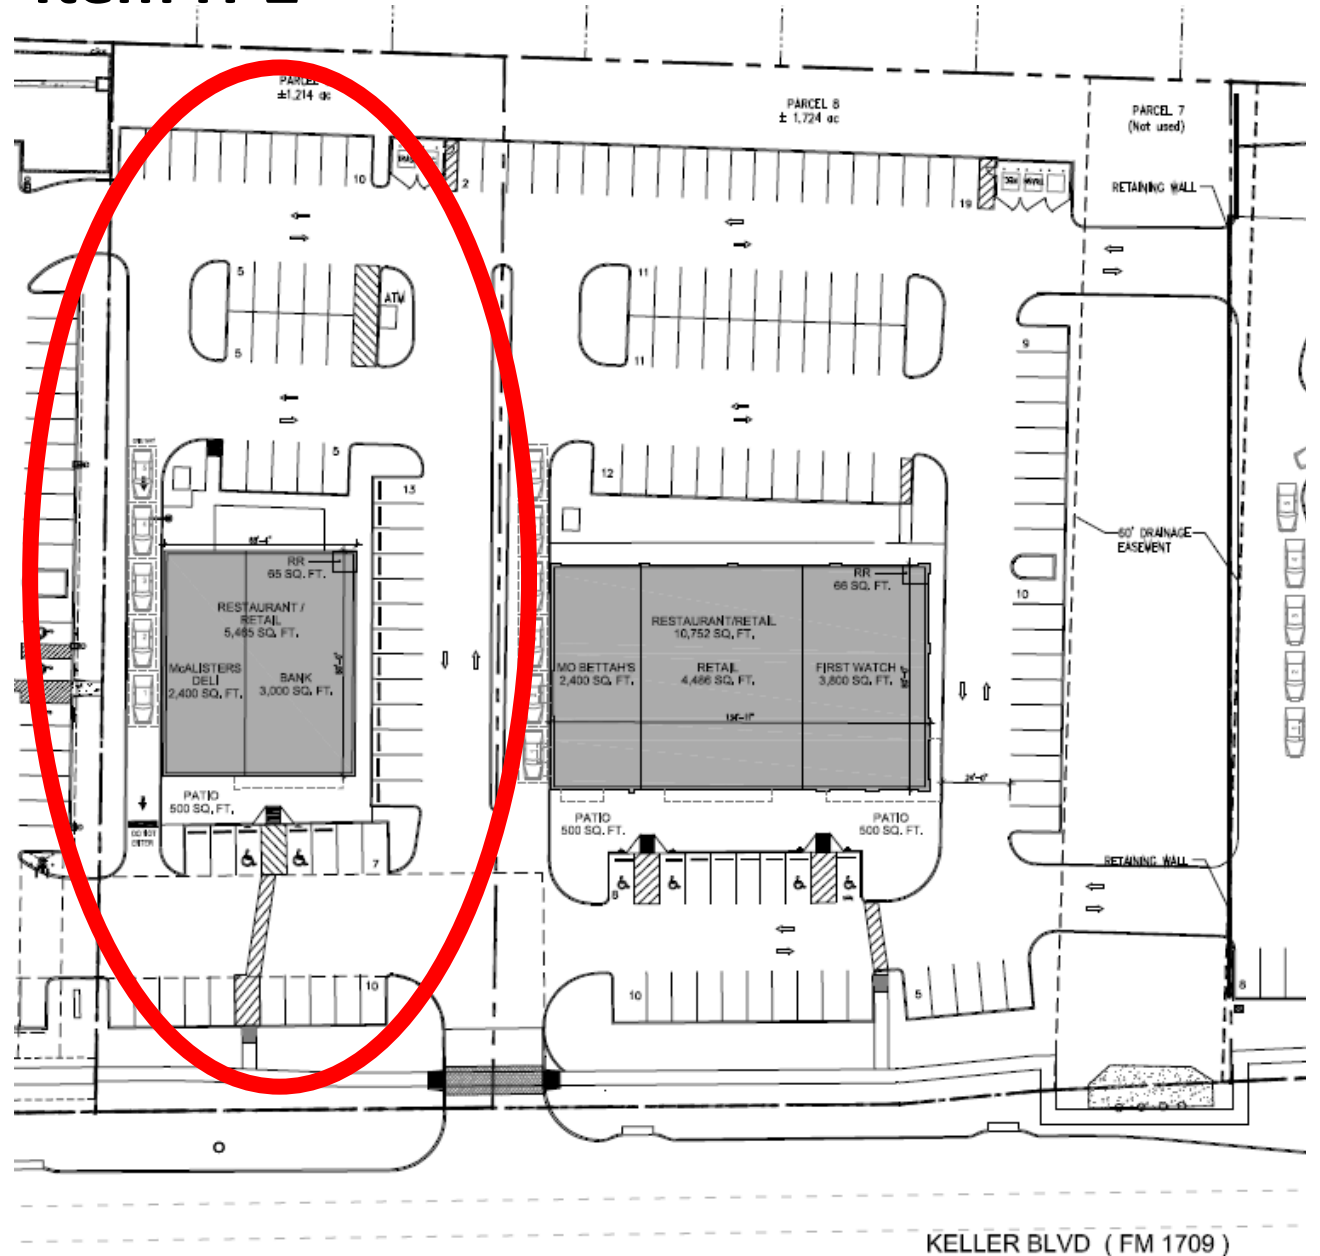 PARCEL
±1,214 ac
PARCEL 8
± 1,724 ac
PARCEL 7
(Not used)
RETAINING WALL
10
2
19
5
ATM
11
5
11
9
5
12
13
60' DRAINAGE
EASEMENT
10
RR
65 SQ. FT.
RESTAURANT /
RETAIL
5,465 SQ. FT.
McALISTERS
DELI
2,400 SQ. FT.
BANK
3,000 SQ. FT.
RR
66 SQ. FT.
RESTAURANT/RETAIL
10,752 SQ. FT.
MO BETTAH'S
2,400 SQ. FT.
RETAIL
4,486 SQ. FT.
FIRST WATCH
3,800 SQ. FT.
24'-0"
PATIO
500 SQ. FT.
DO NOT
ENTER
7
PATIO
500 SQ. FT.
PATIO
500 SQ. FT.
RETAINING WALL
10
10
5
8
KELLER BLVD ( FM 1709 )